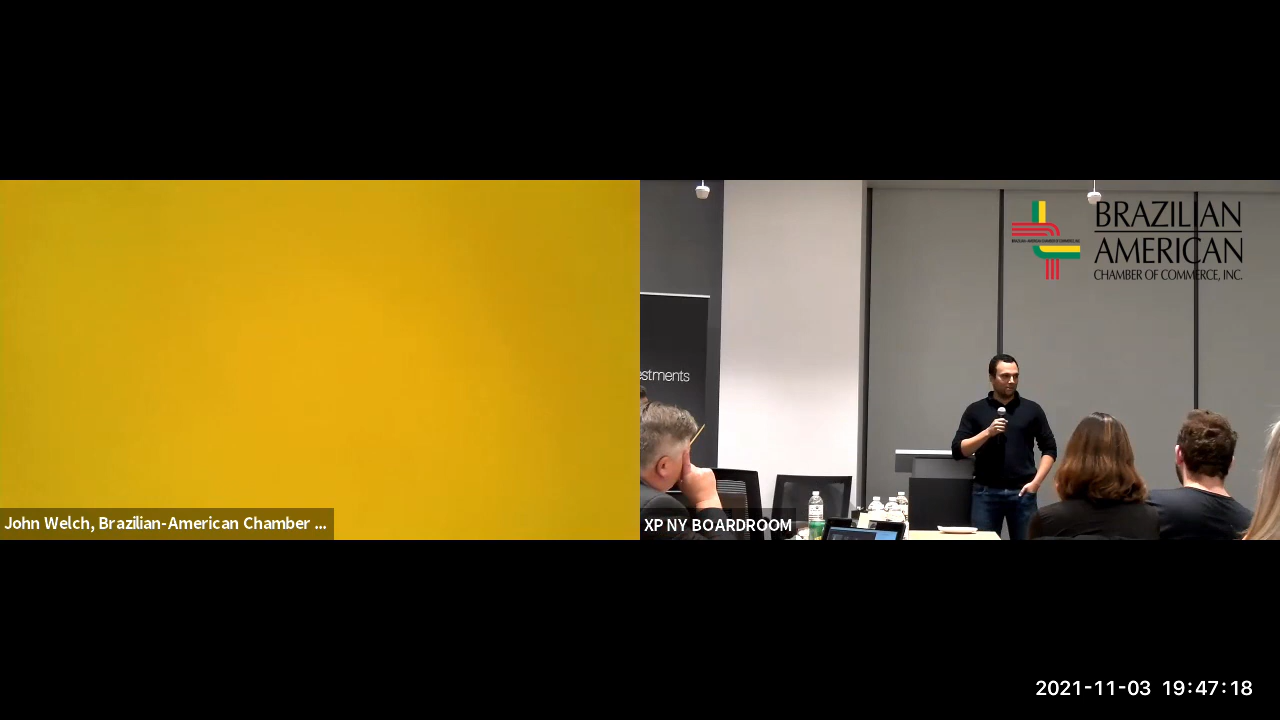 BRAZILIAN
AMERICAN
CHAMBER OF COMMERCE, INC.
estments
John Welch, Brazilian-American Chamber ...
XP NY BOARDROOM
2021-11-03 19:47:18